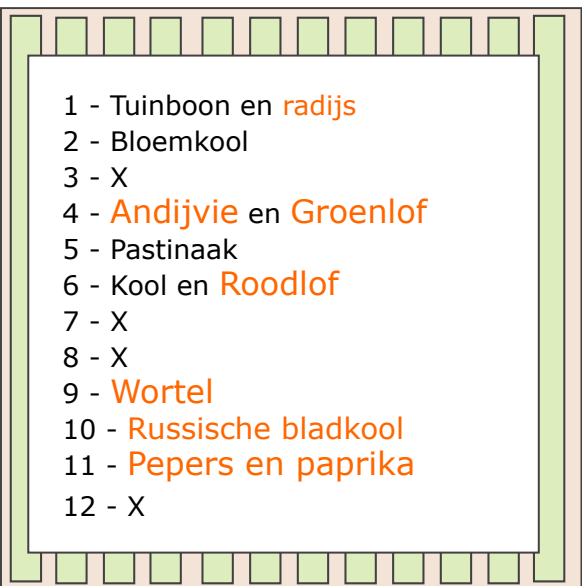 1 - Tuinboon en radijs
2 - Bloemkool
3 - X
4 - Andijvie en Groenlof
5 - Pastinaak
6 - Kool en Roodlof
7 - X
8 - X
9 - Wortel
10 - Russische bladkool
11 - Pepers en paprika
12 - X